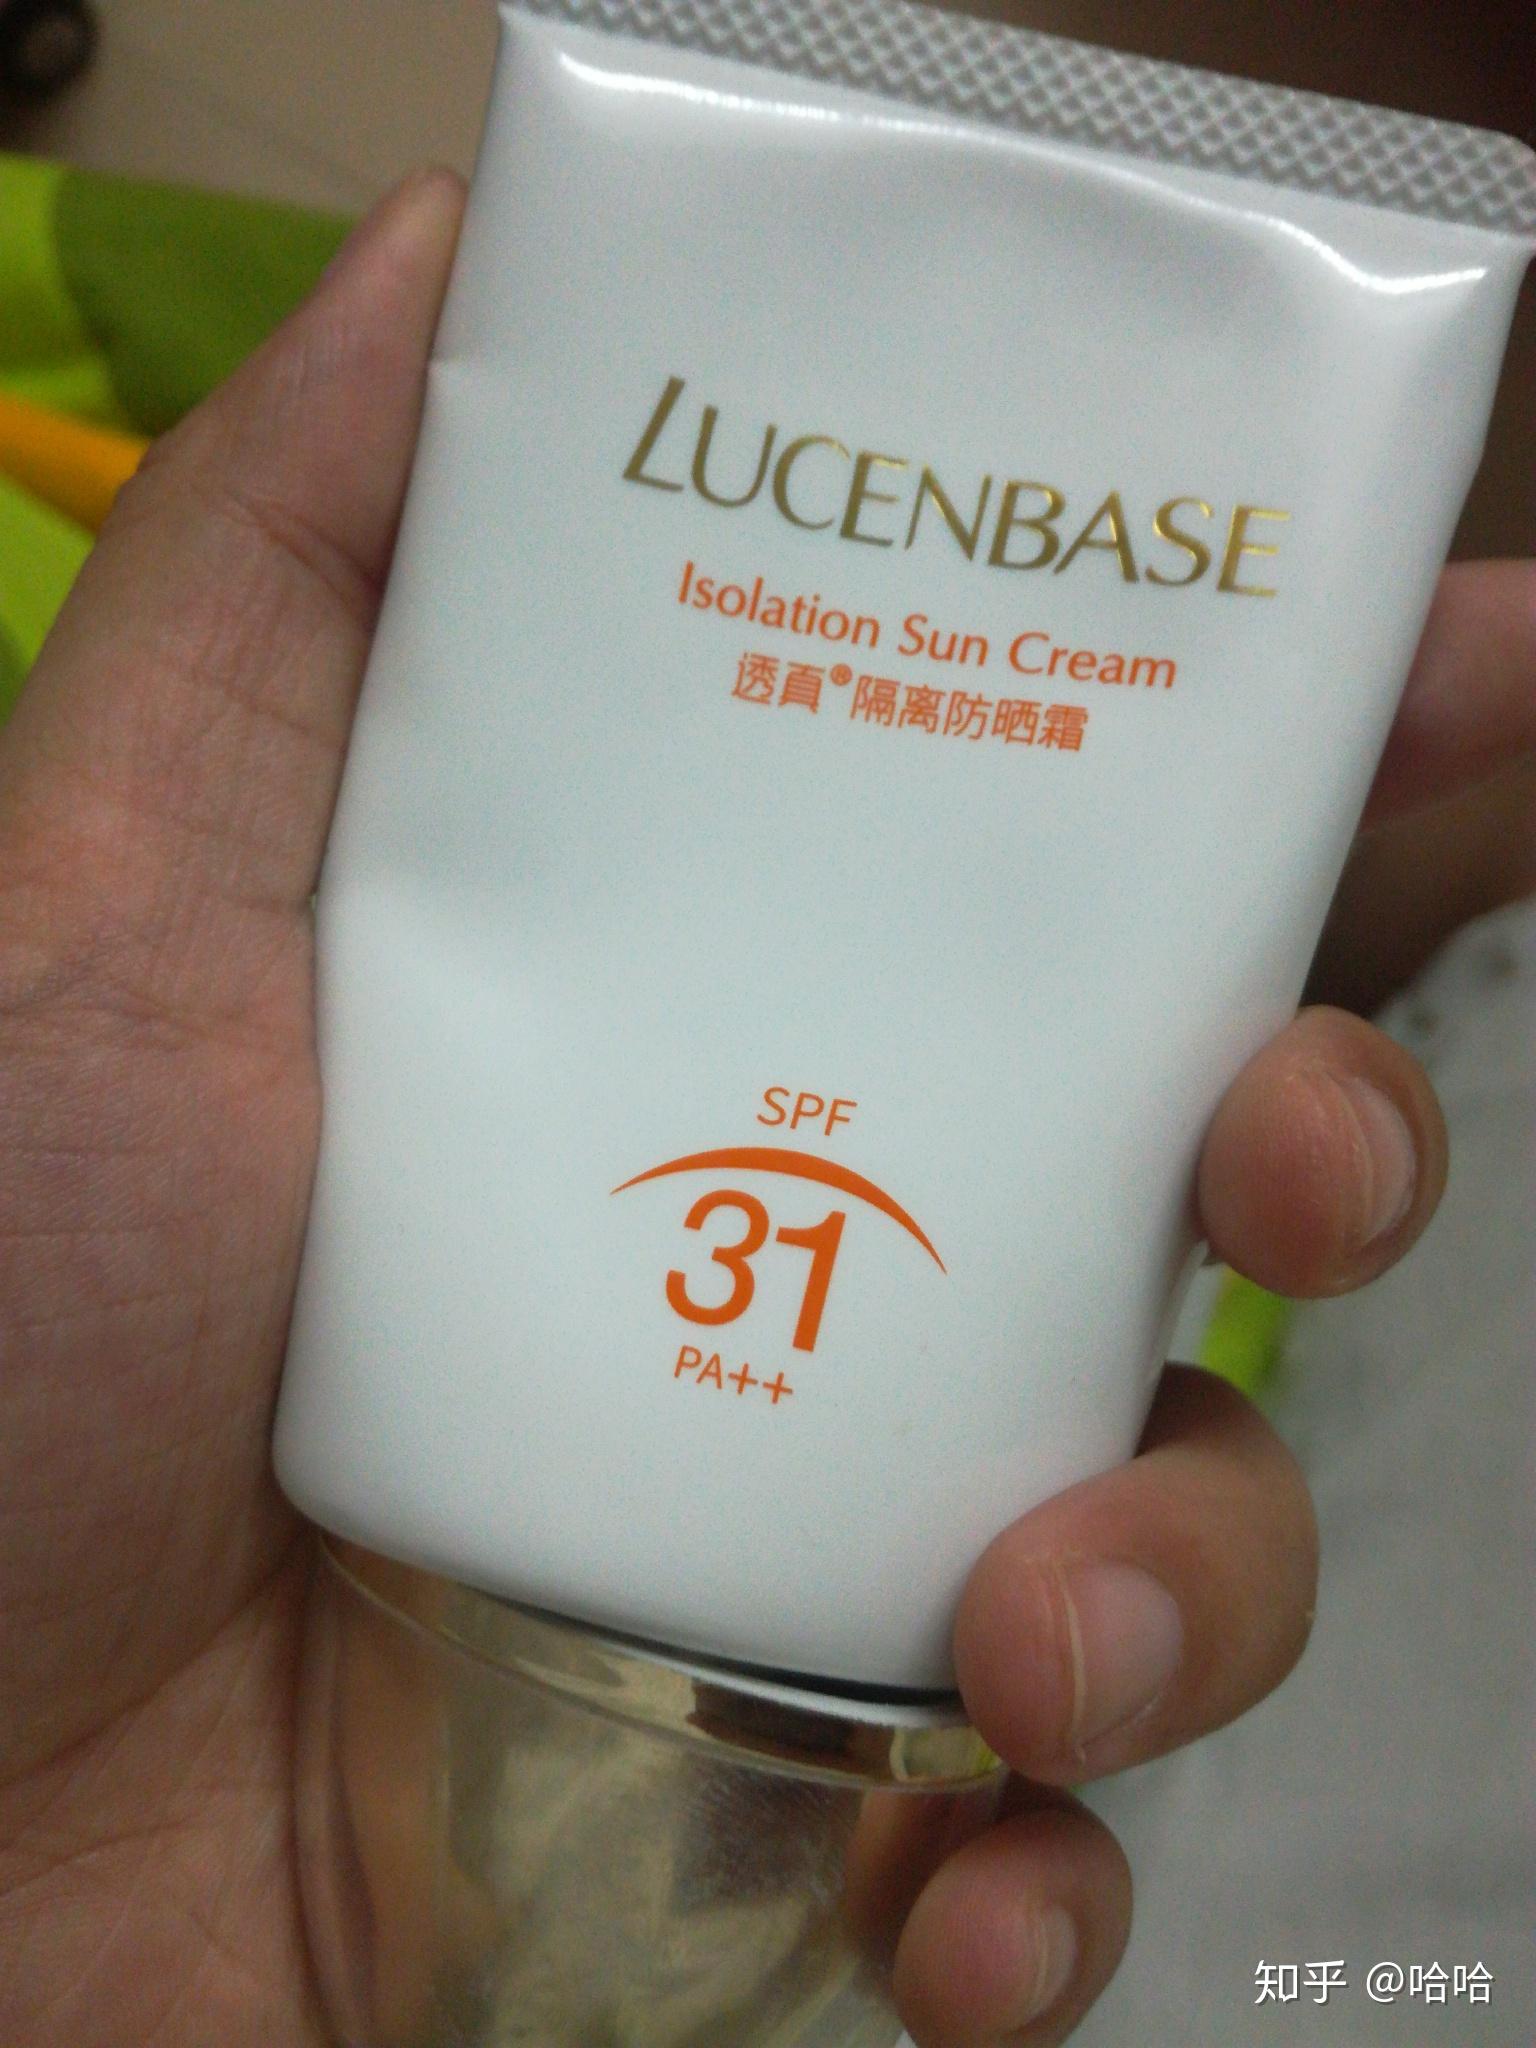 LUCENBASE
Isolation Sun Cream
透真®隔离防晒霜
SPF
31
PA++
知乎 @哈哈